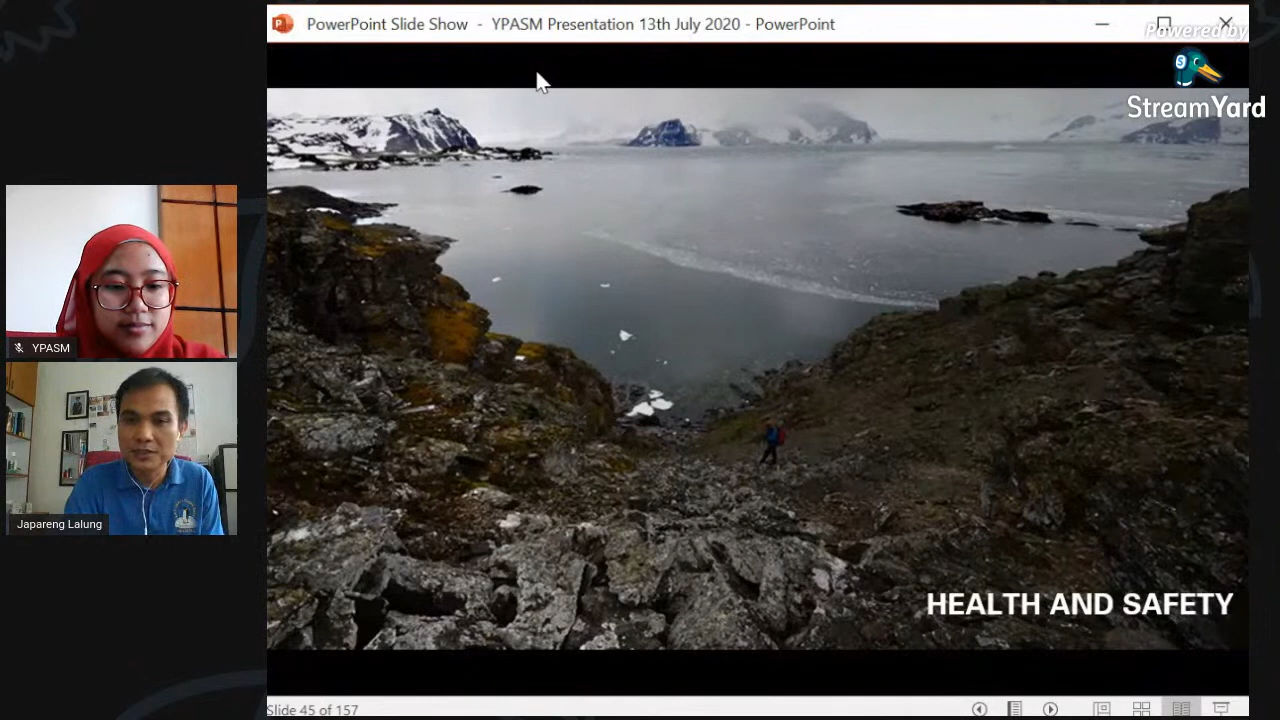 PowerPoint Slide Show - YPASM Presentation 13th July 2020 - PowerPoint
Powered by
StreamYard
YPASM
Japareng Lalung
HEALTH AND SAFETY
Slide 45 of 157